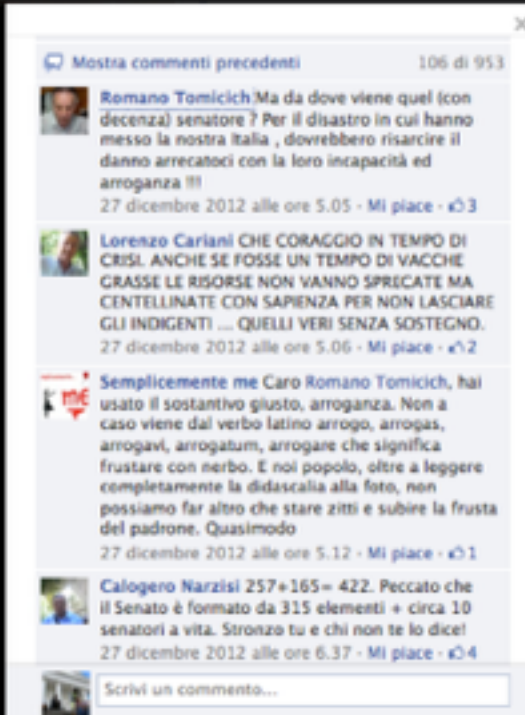 Mostra commenti precedenti 106 di 953
Romano Tomicich Ma da dove viene quel (con
decenza) senatore ? Per il disastro in cui hanno
messo la nostra Italia , dovrebbero risarcire il
danno arrecatoci con la loro incapacità ed
arroganza !!!
27 dicembre 2012 alle ore 5.05 · Mi piace · 3
Lorenzo Cariani CHE CORAGGIO IN TEMPO DI
CRISI. ANCHE SE FOSSE UN TEMPO DI VACCHE
GRASSE LE RISORSE NON VANNO SPRECATE MA
CENTELLINATE CON SAPIENZA PER NON LASCIARE
GLI INDIGENTI ... QUELLI VERI SENZA SOSTEGNO.
27 dicembre 2012 alle ore 5.06 · Mi piace · 2
me
Semplicemente me Caro Romano Tomicich, hai
usato il sostantivo giusto, arroganza. Non a
caso viene dal verbo latino arrogo, arrogas,
arrogavi, arrogatum, arrogare che significa
frustare con nerbo. E noi popolo, oltre a leggere
completamente la didascalia alla foto, non
possiamo far altro che stare zitti e subire la frusta
del padrone. Quasimodo
27 dicembre 2012 alle ore 5.12 · Mi piace · 1
Calogero Narzisi 257+165= 422. Peccato che
il Senato è formato da 315 elementi + circa 10
senatori a vita. Stronzo tu e chi non te lo dice!
27 dicembre 2012 alle ore 6.37 · Mi piace · 4
Scrivi un commento...